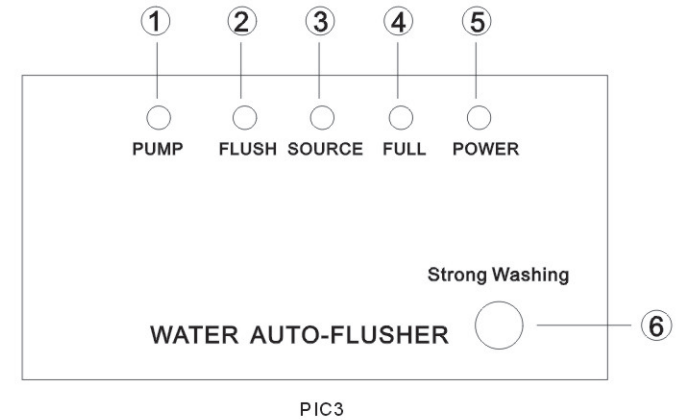 ① ② ③ ④ ⑤
PUMP FLUSH SOURCE FULL POWER
Strong Washing
WATER AUTO-FLUSHER ⑥
PIC3